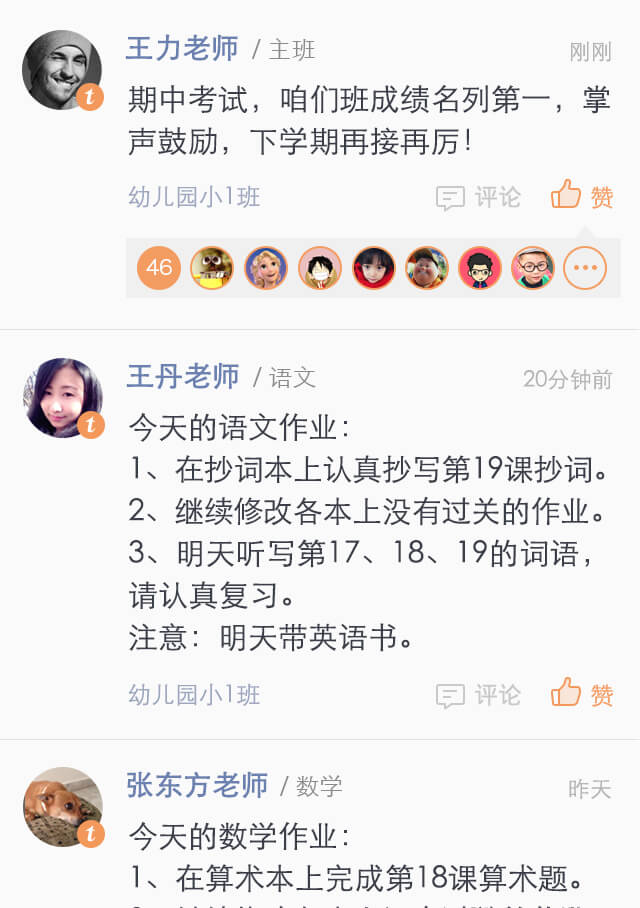 王力老师 / 主班
刚刚
期中考试，咱们班成绩名列第一，掌
声鼓励，下学期再接再厉！
幼儿园小1班
评论
赞
46
王丹老师 / 语文
20分钟前
今天的语文作业：
1、在抄词本上认真抄写第19课抄词。
2、继续修改各本上没有过关的作业。
3、明天听写第17、18、19的词语，
请认真复习。
注意：明天带英语书。
幼儿园小1班
评论
赞
张东方老师 / 数学
昨天
今天的数学作业：
1、在算术本上完成第18课算术题。